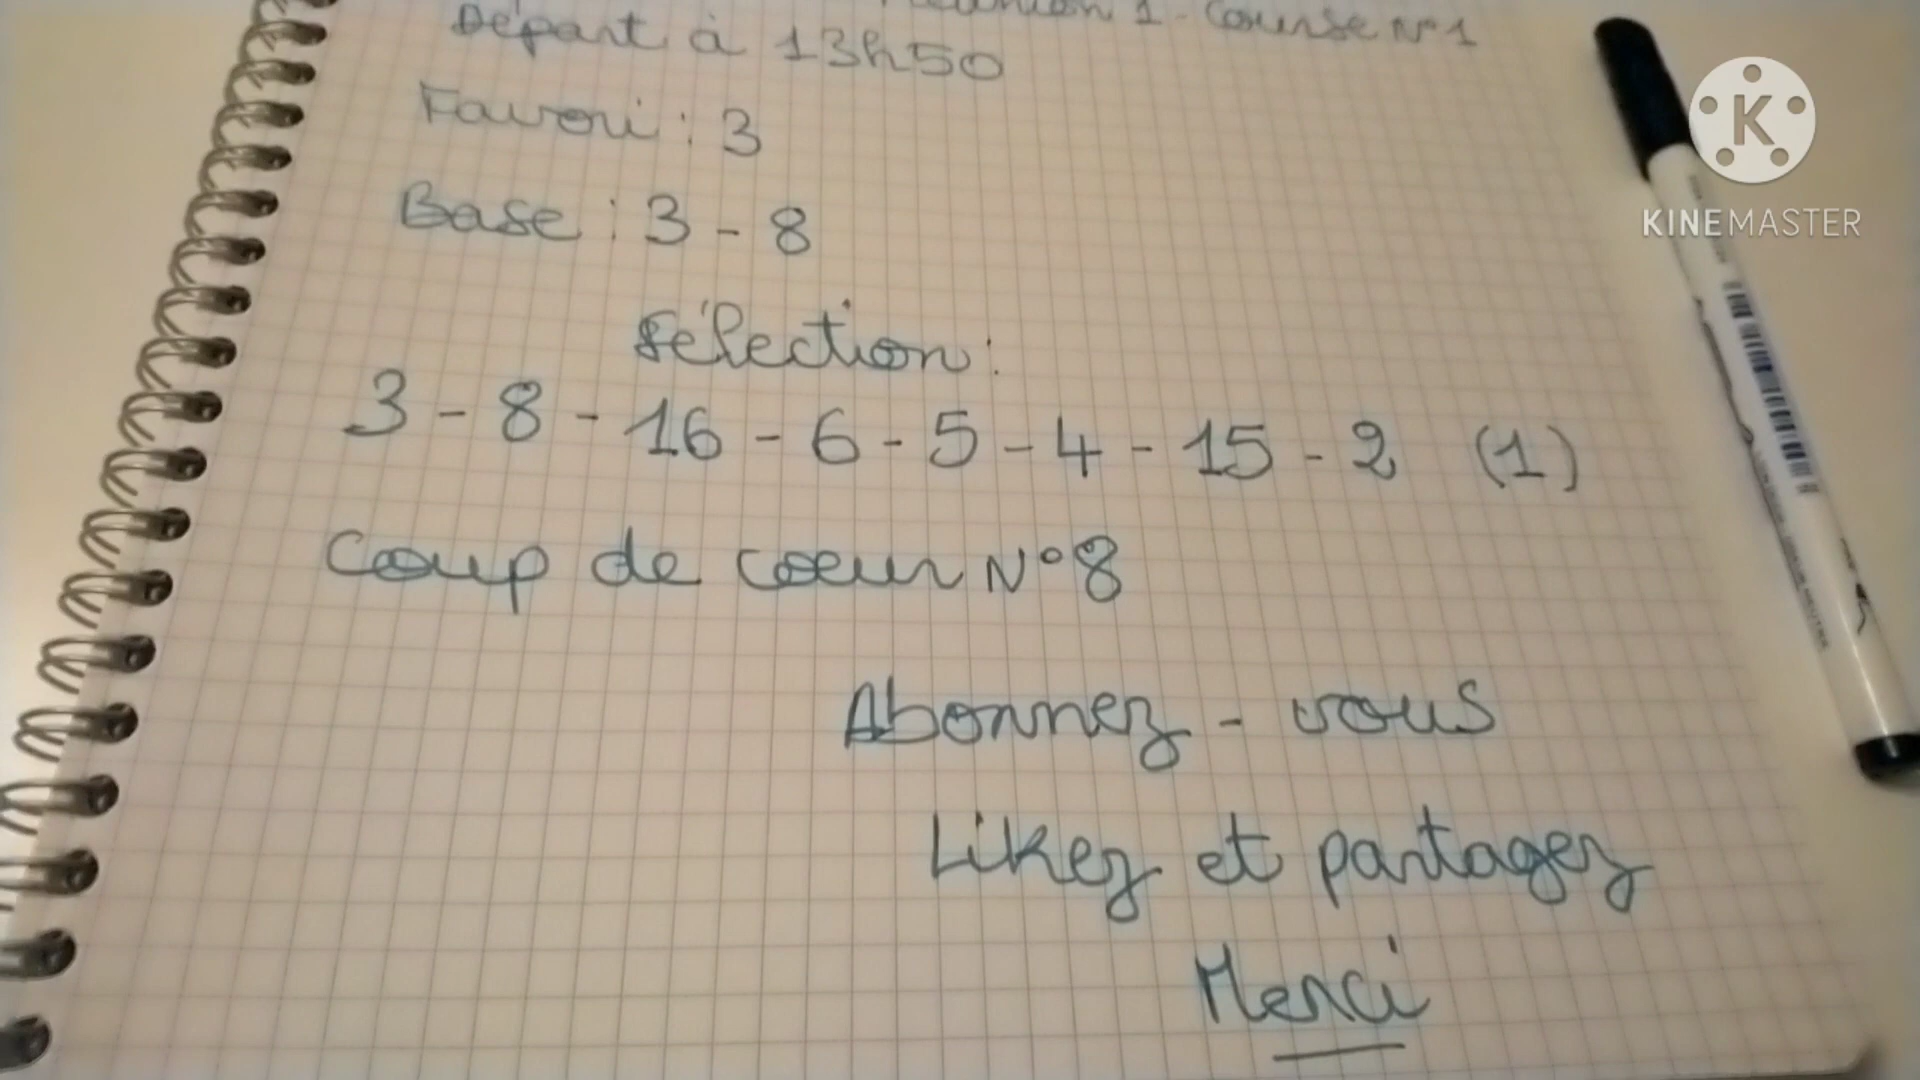 Réunion 1 - Course N°1
Départ à 13h50
Favori : 3
Base : 3 - 8
Sélection :
3 - 8 - 16 - 6 - 5 - 4 - 15 - 2 (1)
Coup de coeur N°8
Abonnez - vous
Likez et partagez
Merci
K
KINEMASTER